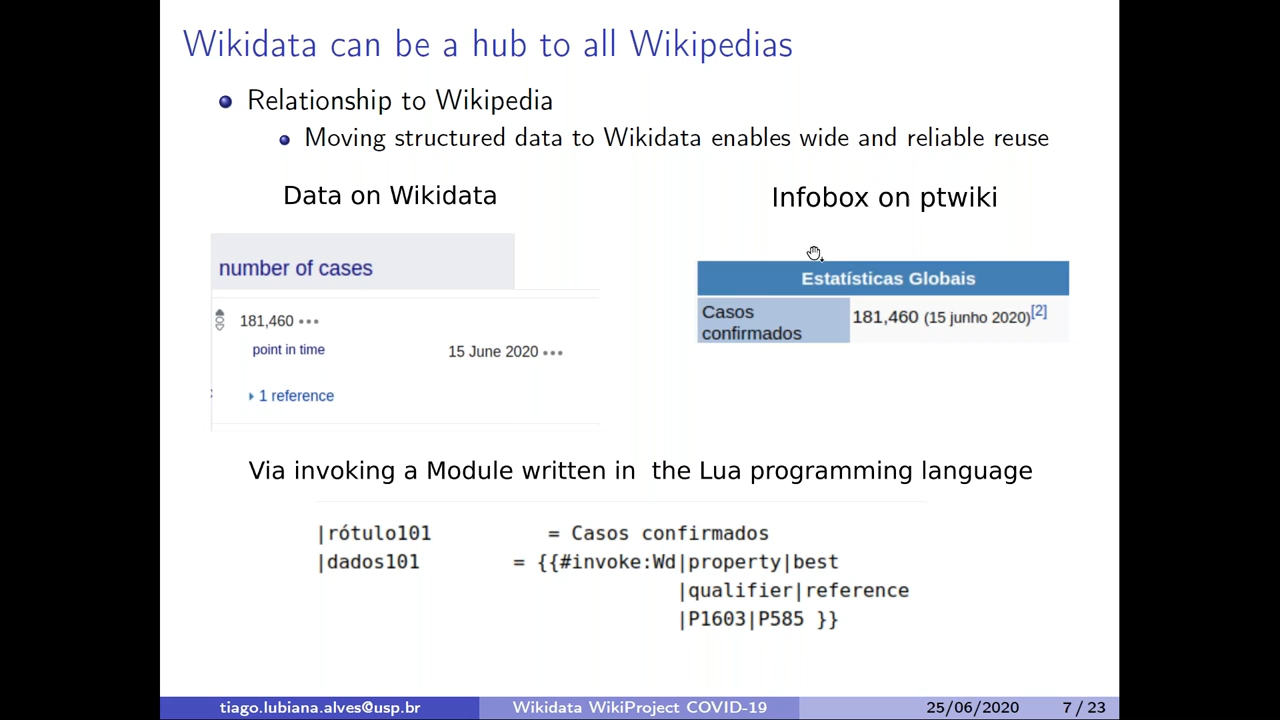 Wikidata can be a hub to all Wikipedias
Relationship to Wikipedia
Moving structured data to Wikidata enables wide and reliable reuse
Data on Wikidata
number of cases
181,460
point in time
15 June 2020
1 reference
Infobox on ptwiki
Estatísticas Globais
Casos
confirmados
181,460 (15 junho 2020)[2]
Via invoking a Module written in the Lua programming language
|rótulo101 = Casos confirmados
|dados101 = {{#invoke:Wd|property|best
|qualifier|reference
|P1603|P585 }}
tiago.lubiana.alves@usp.br Wikidata WikiProject COVID-19 25/06/2020 7 / 23